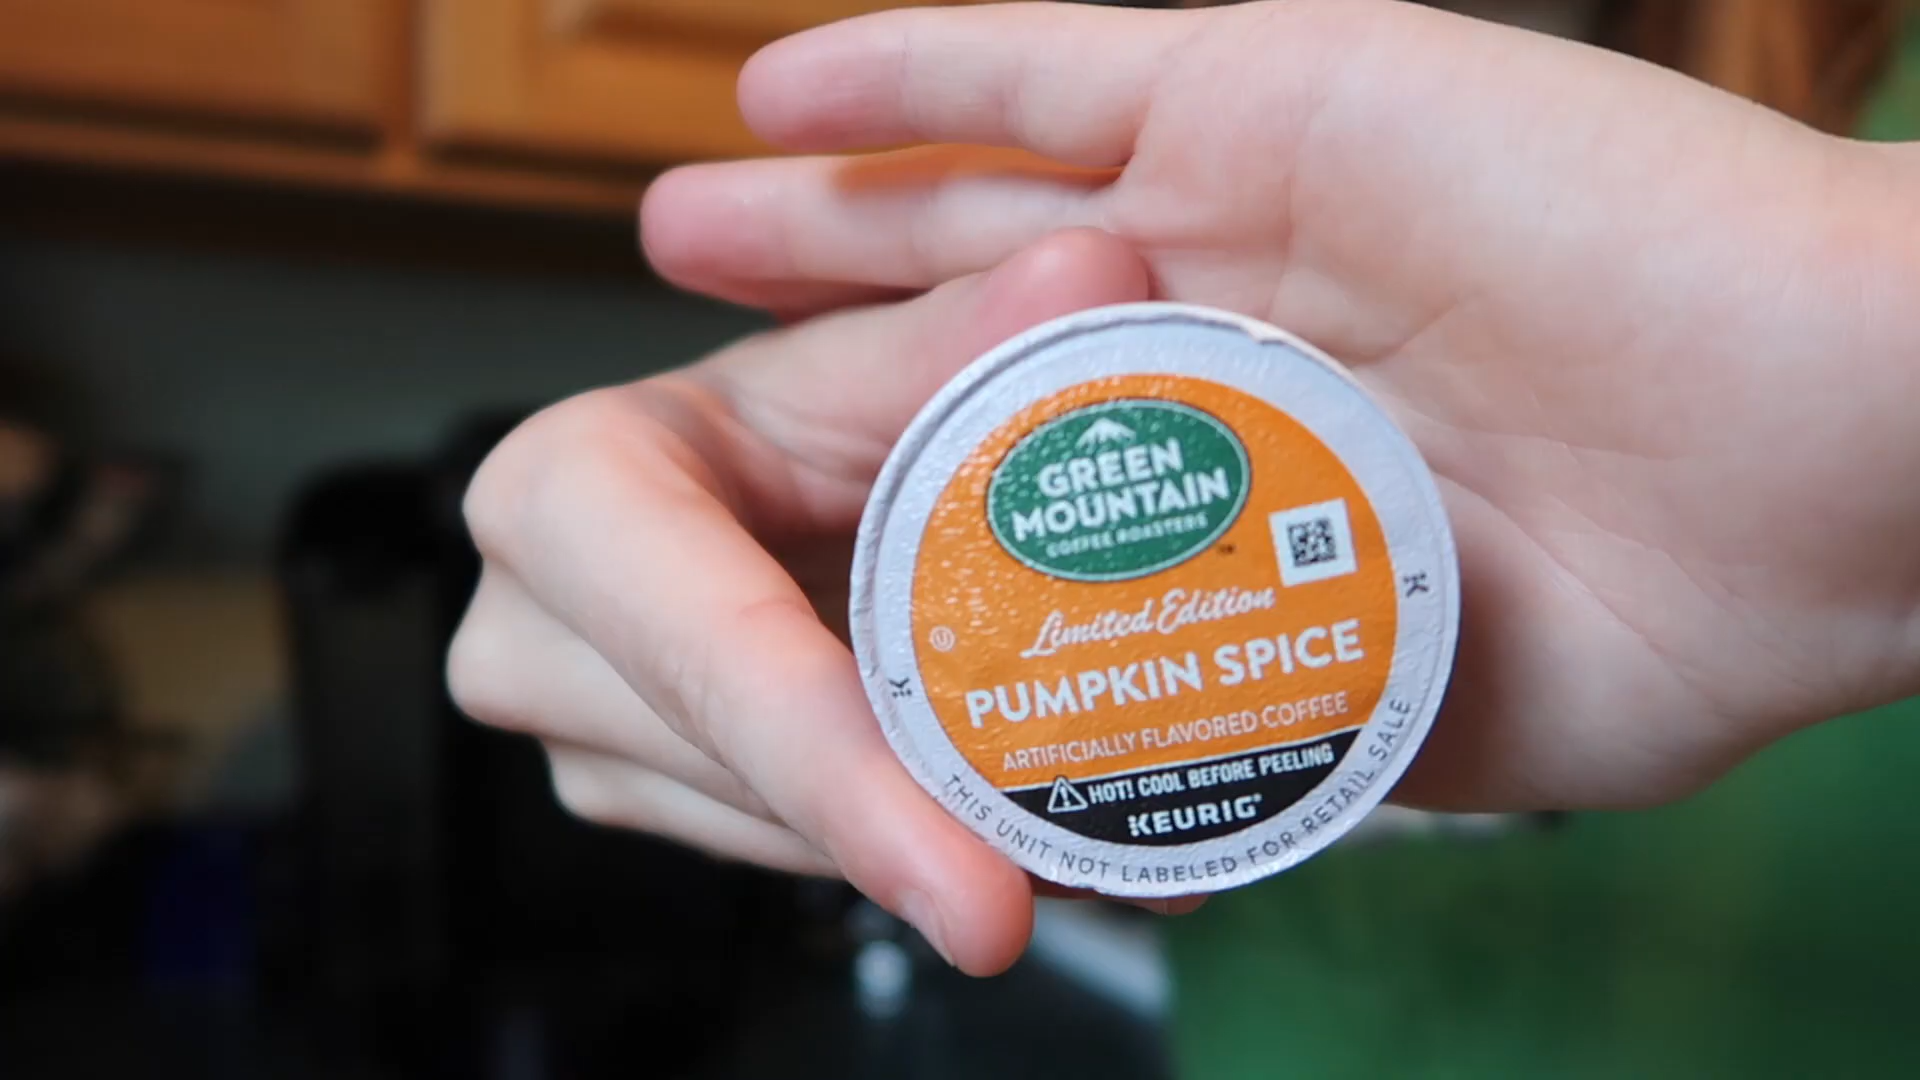 GREEN
MOUNTAIN
COFFEE ROASTERS
TM
Limited Edition
U
PUMPKIN SPICE
ARTIFICIALLY FLAVORED COFFEE
HOT! COOL BEFORE PEELING
KEURIG®
THIS UNIT NOT LABELED FOR RETAIL SALE
K
K